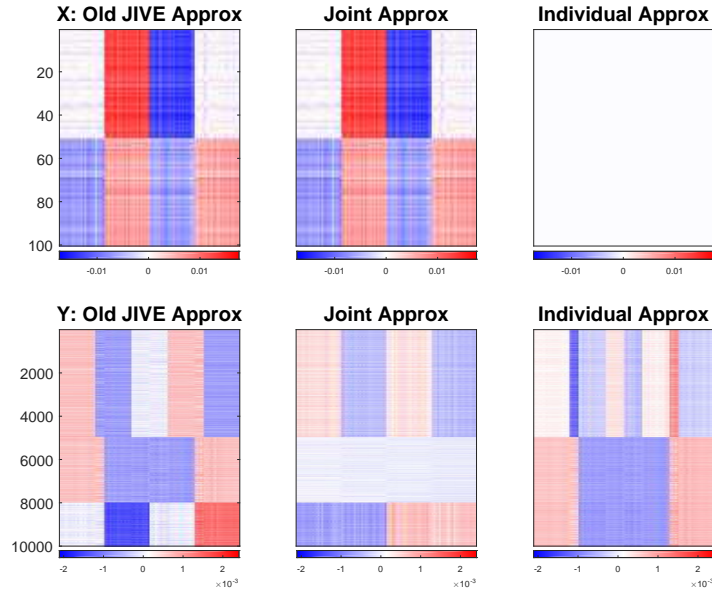 X: Old JIVE Approx
Joint Approx
Individual Approx
20
40
60
80
100
-0.01 0 0.01
-0.01 0 0.01
-0.01 0 0.01
Y: Old JIVE Approx
Joint Approx
Individual Approx
2000
4000
6000
8000
10000
-2 -1 0 1 2
×10⁻³
-2 -1 0 1 2
×10⁻³
-2 -1 0 1 2
×10⁻³